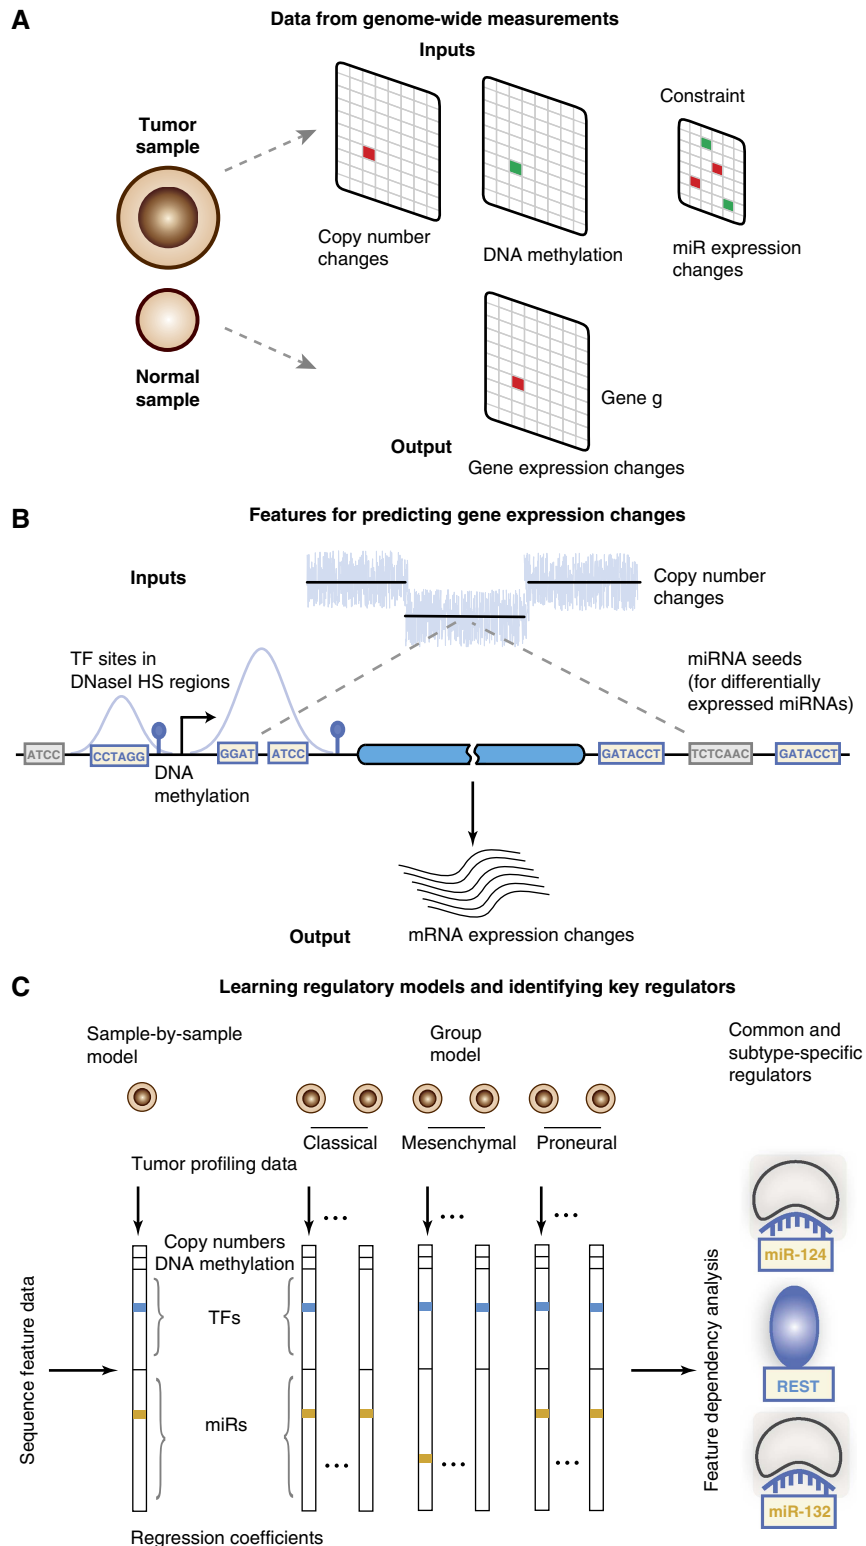 A
Data from genome-wide measurements
Inputs
Constraint
Tumor
sample
Copy number
changes
DNA methylation
miR expression
changes
Normal
sample
Gene g
Output
Gene expression changes
B
Features for predicting gene expression changes
Inputs
Copy number
changes
TF sites in
DNaseI HS regions
miRNA seeds
(for differentially
expressed miRNAs)
ATCC
CCTAGG
GGAT
ATCC
GATACCT
TCTCAAC
GATACCT
DNA
methylation
Output
mRNA expression changes
C
Learning regulatory models and identifying key regulators
Sample-by-sample
model
Group
model
Common and
subtype-specific
regulators
Classical
Mesenchymal
Proneural
Tumor profiling data
...
...
...
Copy numbers
DNA methylation
TFs
miRs
...
...
...
Sequence feature data
Feature dependency analysis
miR-124
REST
miR-132
Regression coefficients